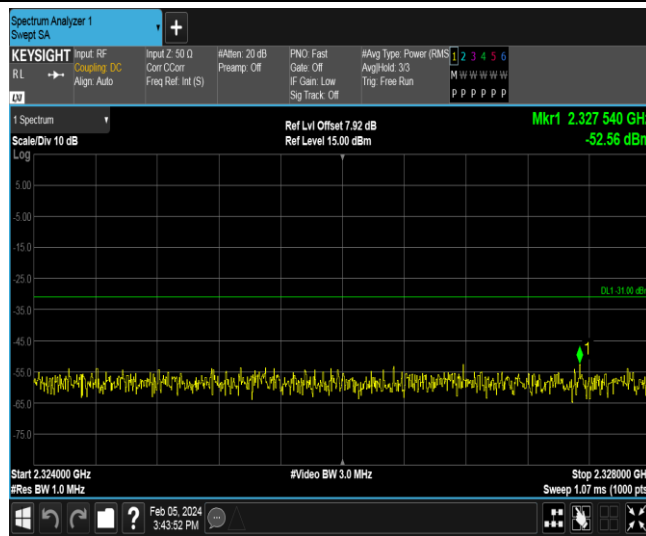 Spectrum Analyzer 1
Swept SA
+
KEYSIGHT Input: RF Input Z: 50 Ω #Atten: 20 dB PNO: Fast #Avg Type: Power (RMS 1 2 3 4 5 6
RL Coupling: DC Corr CCorr Preamp: Off Gate: Off Avg|Hold: 3/3 M W W W W W
Align: Auto Freq Ref: Int (S) IF Gain: Low Trig: Free Run
Sig Track: Off P P P P P P
LXI
1 Spectrum Ref Lvl Offset 7.92 dB Mkr1 2.327 540 GHz
Scale/Div 10 dB Ref Level 15.00 dBm -52.56 dBm
Log
5.00
-5.00
-15.0
-25.0
DL1 -31.00 dBm
-35.0
-45.0
1
-55.0
-65.0
-75.0
Start 2.324000 GHz #Video BW 3.0 MHz Stop 2.328000 GHz
#Res BW 1.0 MHz Sweep 1.07 ms (1000 pts
? Feb 05, 2024
3:43:52 PM